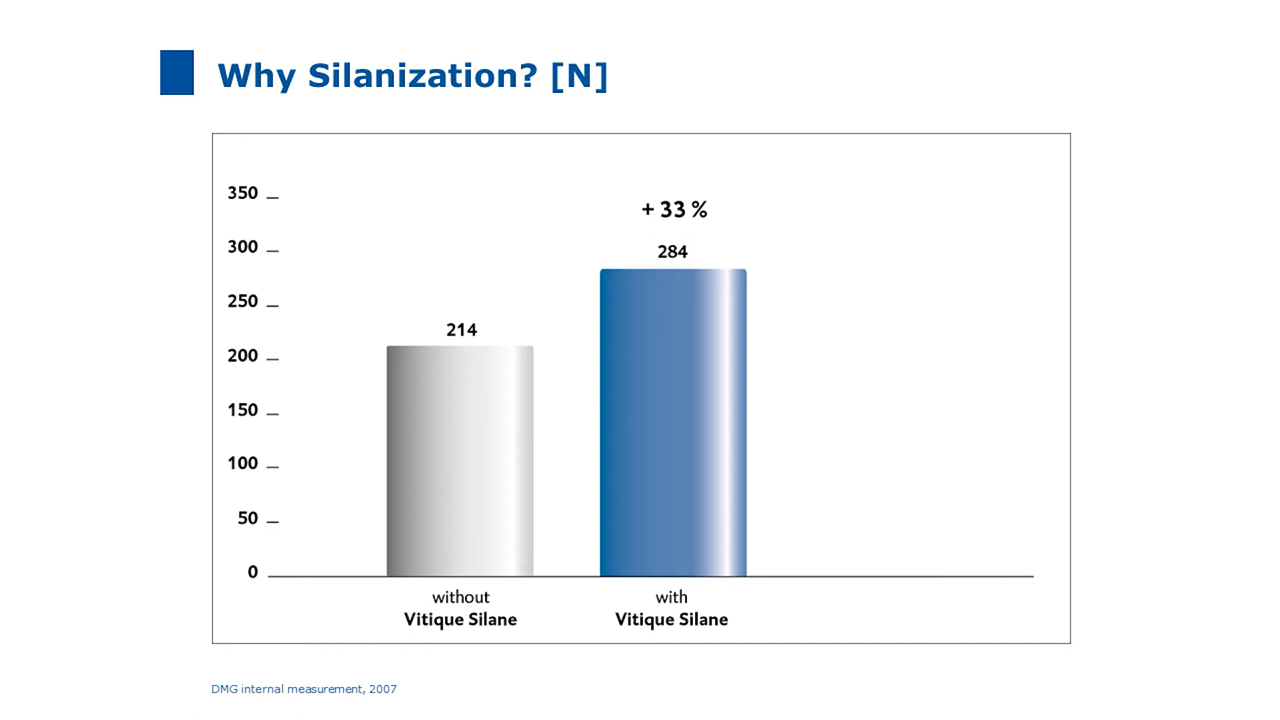 Why Silanization? [N]
350
300
250
200
150
100
50
0
+ 33 %
284
214
without
Vitique Silane
with
Vitique Silane
DMG internal measurement, 2007